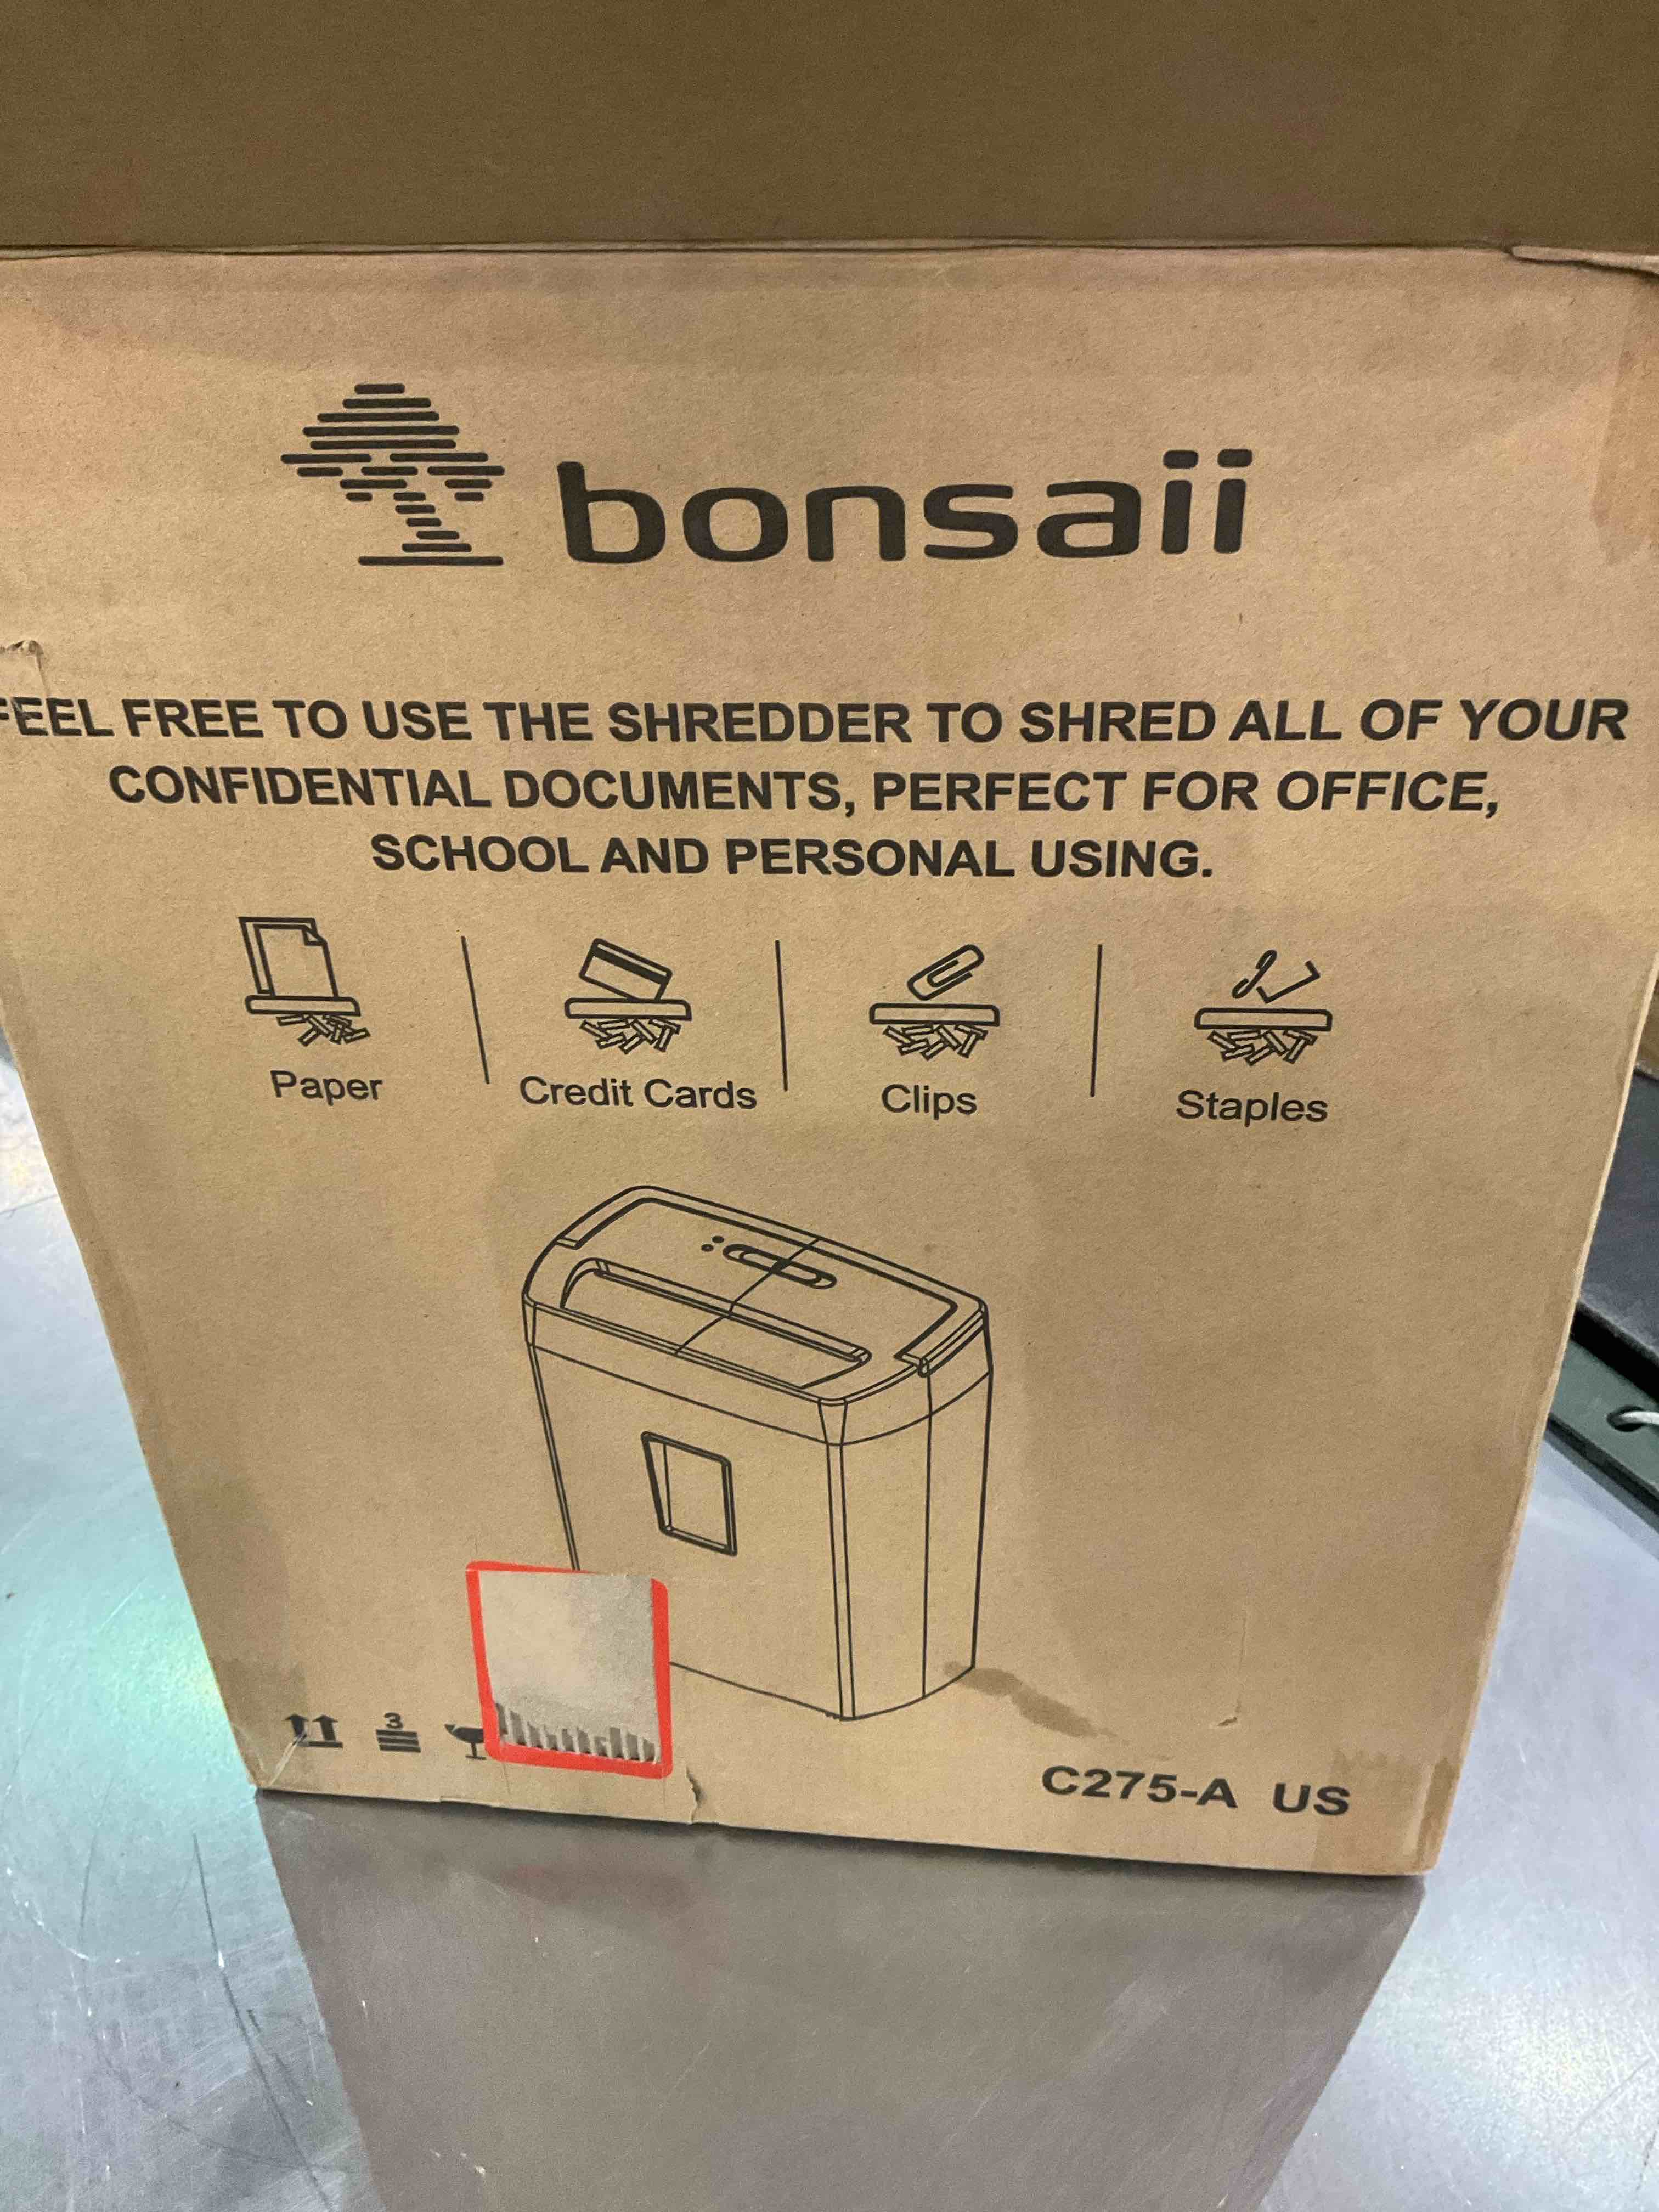 bonsaii
FEEL FREE TO USE THE SHREDDER TO SHRED ALL OF YOUR
CONFIDENTIAL DOCUMENTS, PERFECT FOR OFFICE,
SCHOOL AND PERSONAL USING.
Paper
Credit Cards
Clips
Staples
3
C275-A US